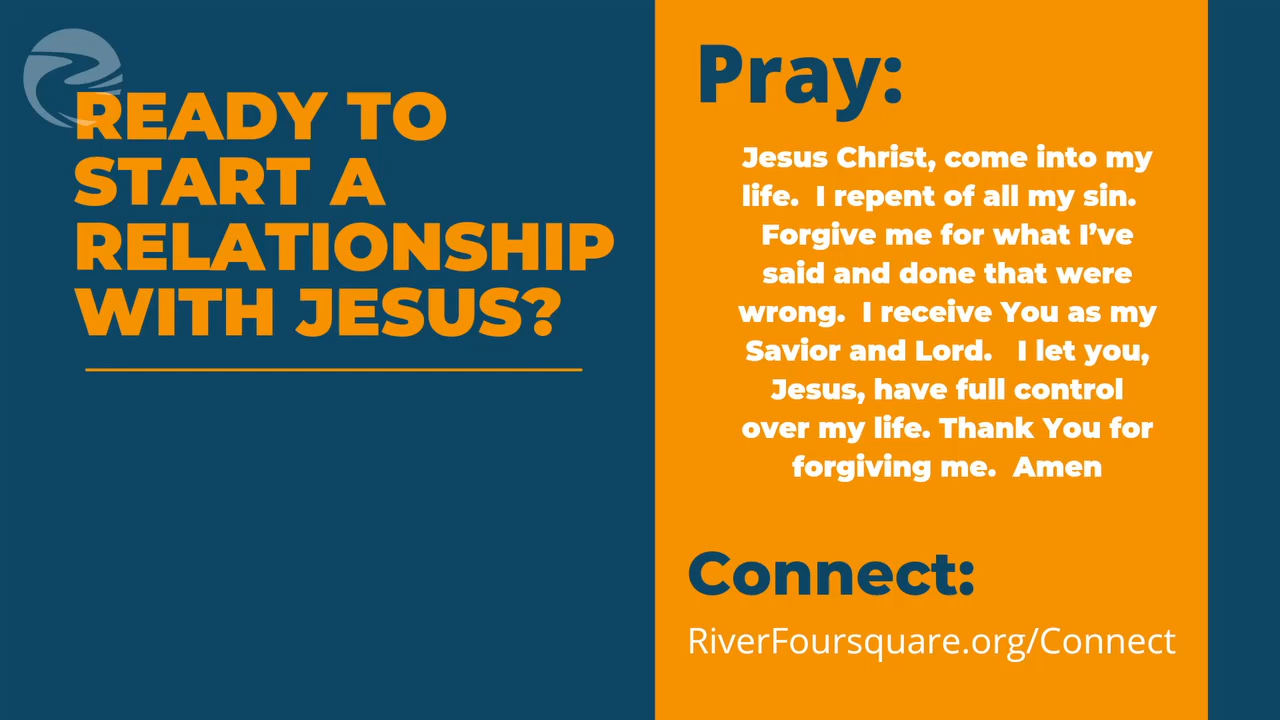 READY TO
START A
RELATIONSHIP
WITH JESUS?
Pray:
Jesus Christ, come into my
life.  I repent of all my sin.
Forgive me for what I’ve
said and done that were
wrong.  I receive You as my
Savior and Lord.   I let you,
Jesus, have full control
over my life. Thank You for
forgiving me.  Amen
Connect:
RiverFoursquare.org/Connect